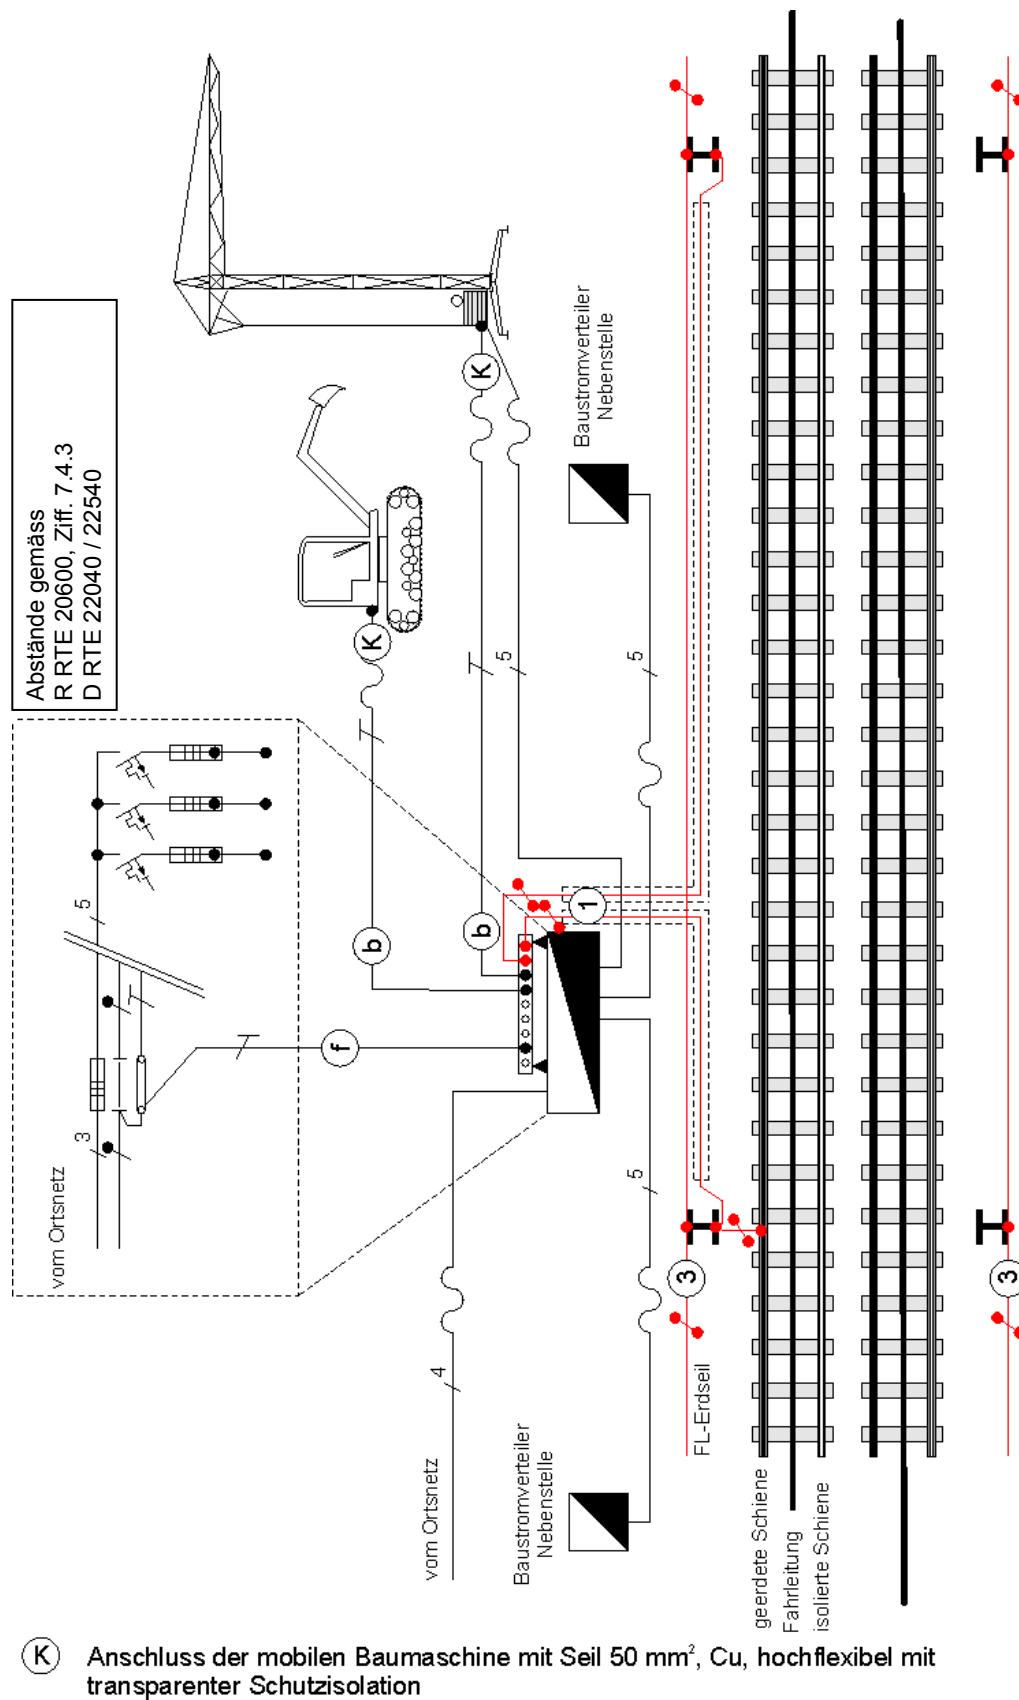 Abstände gemäss
R RTE 20600, Ziff. 7.4.3
D RTE 22040 / 22540
vom Ortsnetz
3
5
f
b
b
K
K
5
5
5
4
vom Ortsnetz
Baustromverteiler
Nebenstelle
Baustromverteiler
Nebenstelle
1
3
3
FL-Erdseil
geerdete Schiene
Fahrleitung
isolierte Schiene
K Anschluss der mobilen Baumaschine mit Seil 50 mm², Cu, hochflexibel mit
transparenter Schutzisolation